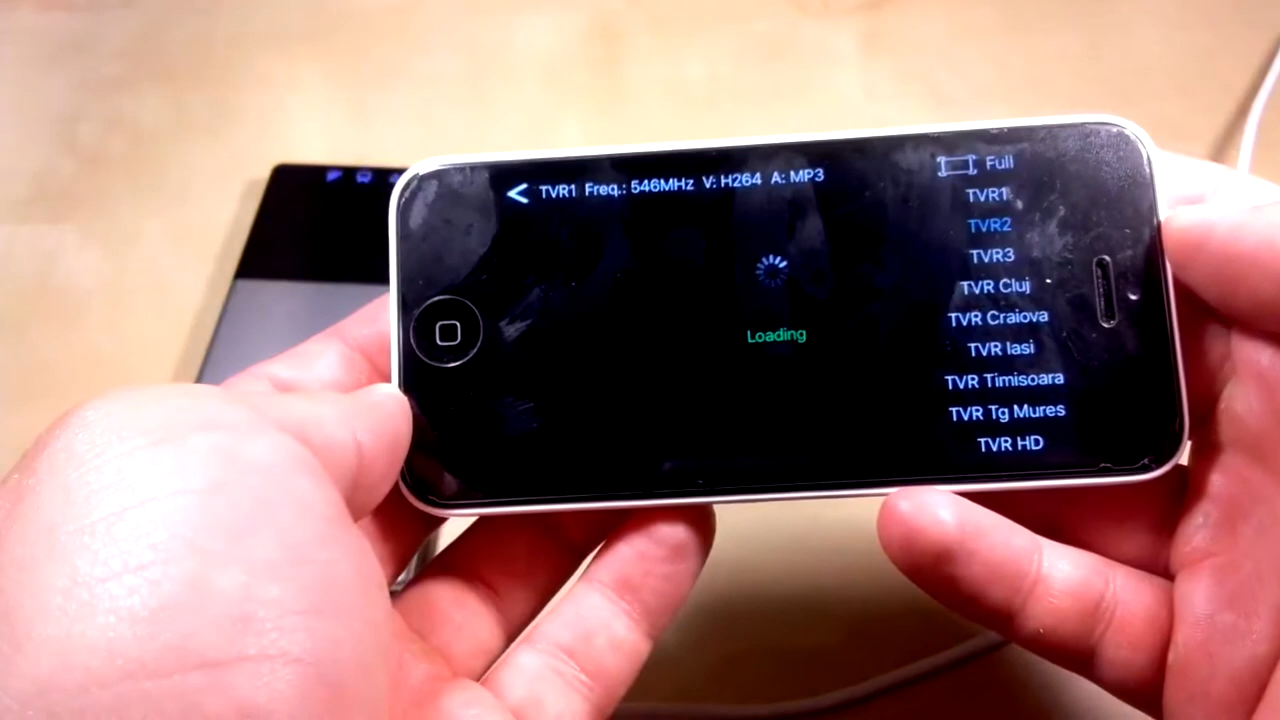 TVR1 Freq.: 546MHz V: H264 A: MP3
Loading
Full
TVR1
TVR2
TVR3
TVR Cluj
TVR Craiova
TVR Iasi
TVR Timisoara
TVR Tg Mures
TVR HD